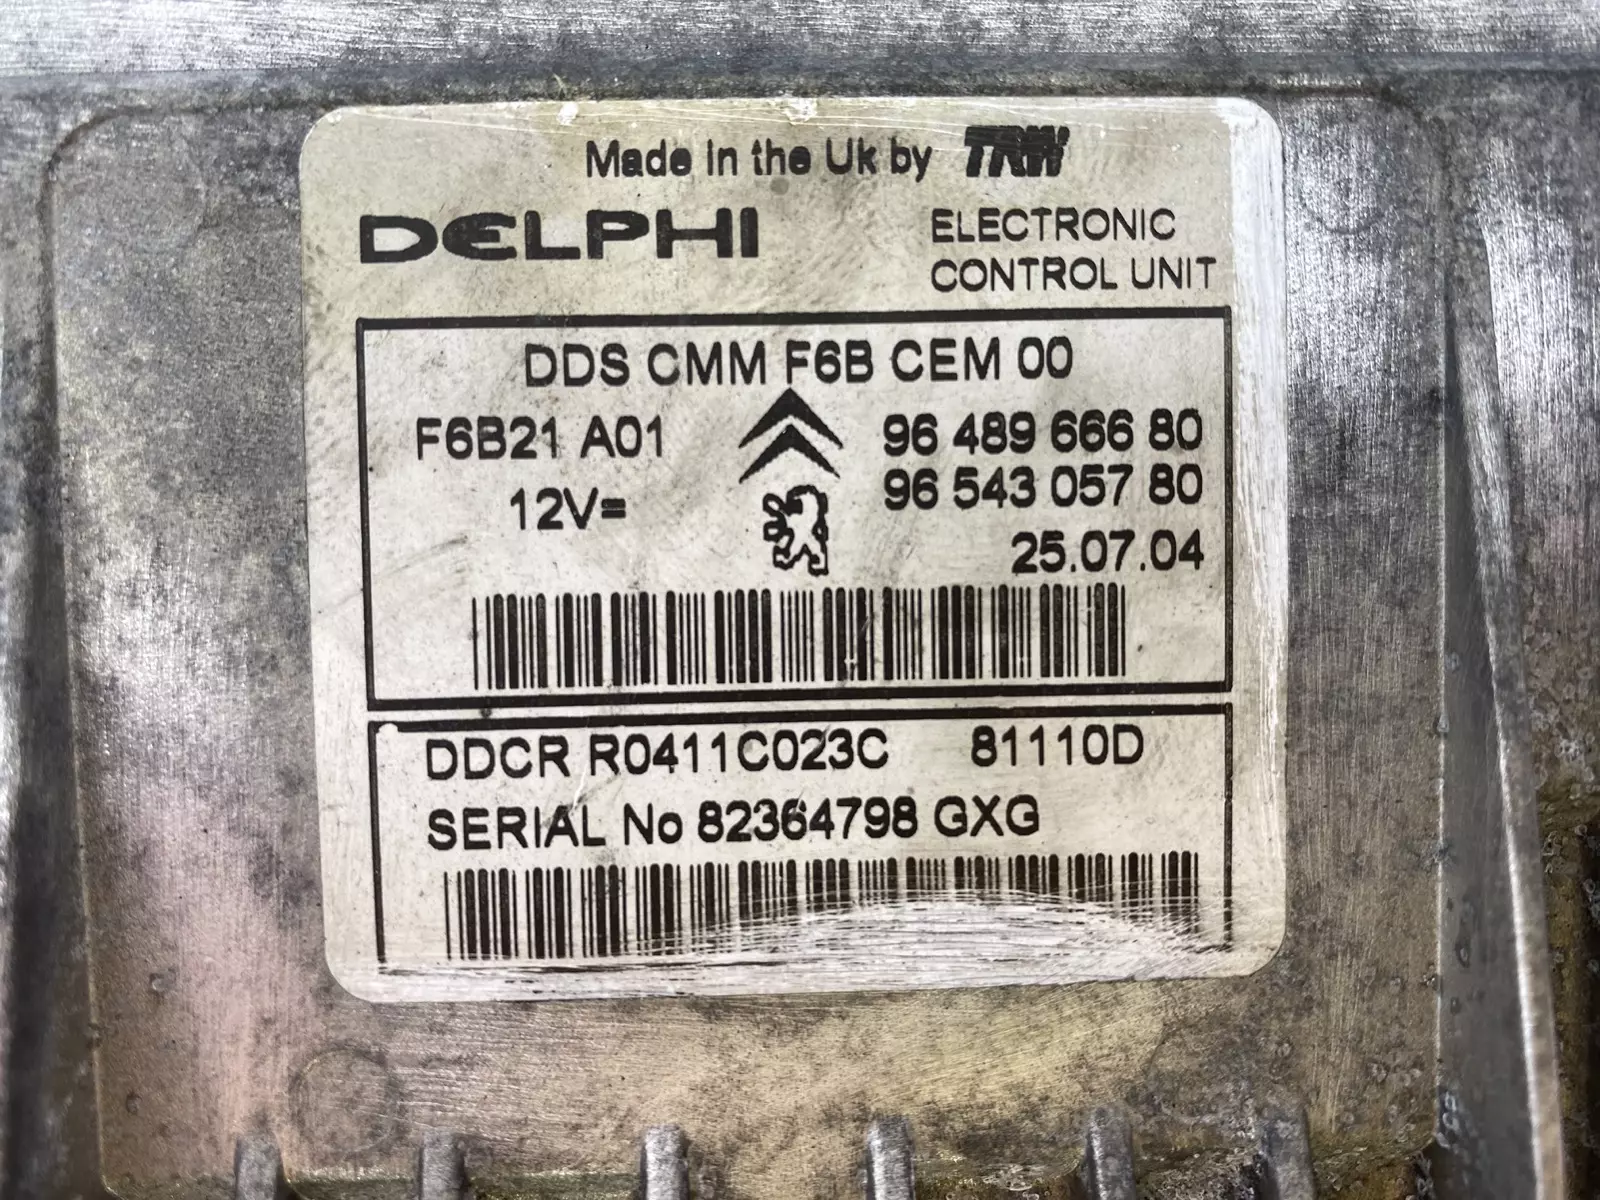 Made in the Uk by TRW
DELPHI
ELECTRONIC
CONTROL UNIT
DDS CMM F6B CEM 00
F6B21 A01 96 489 666 80
12V= 96 543 057 80
25.07.04
DDCR R0411C023C 81110D
SERIAL No 82364798 GXG